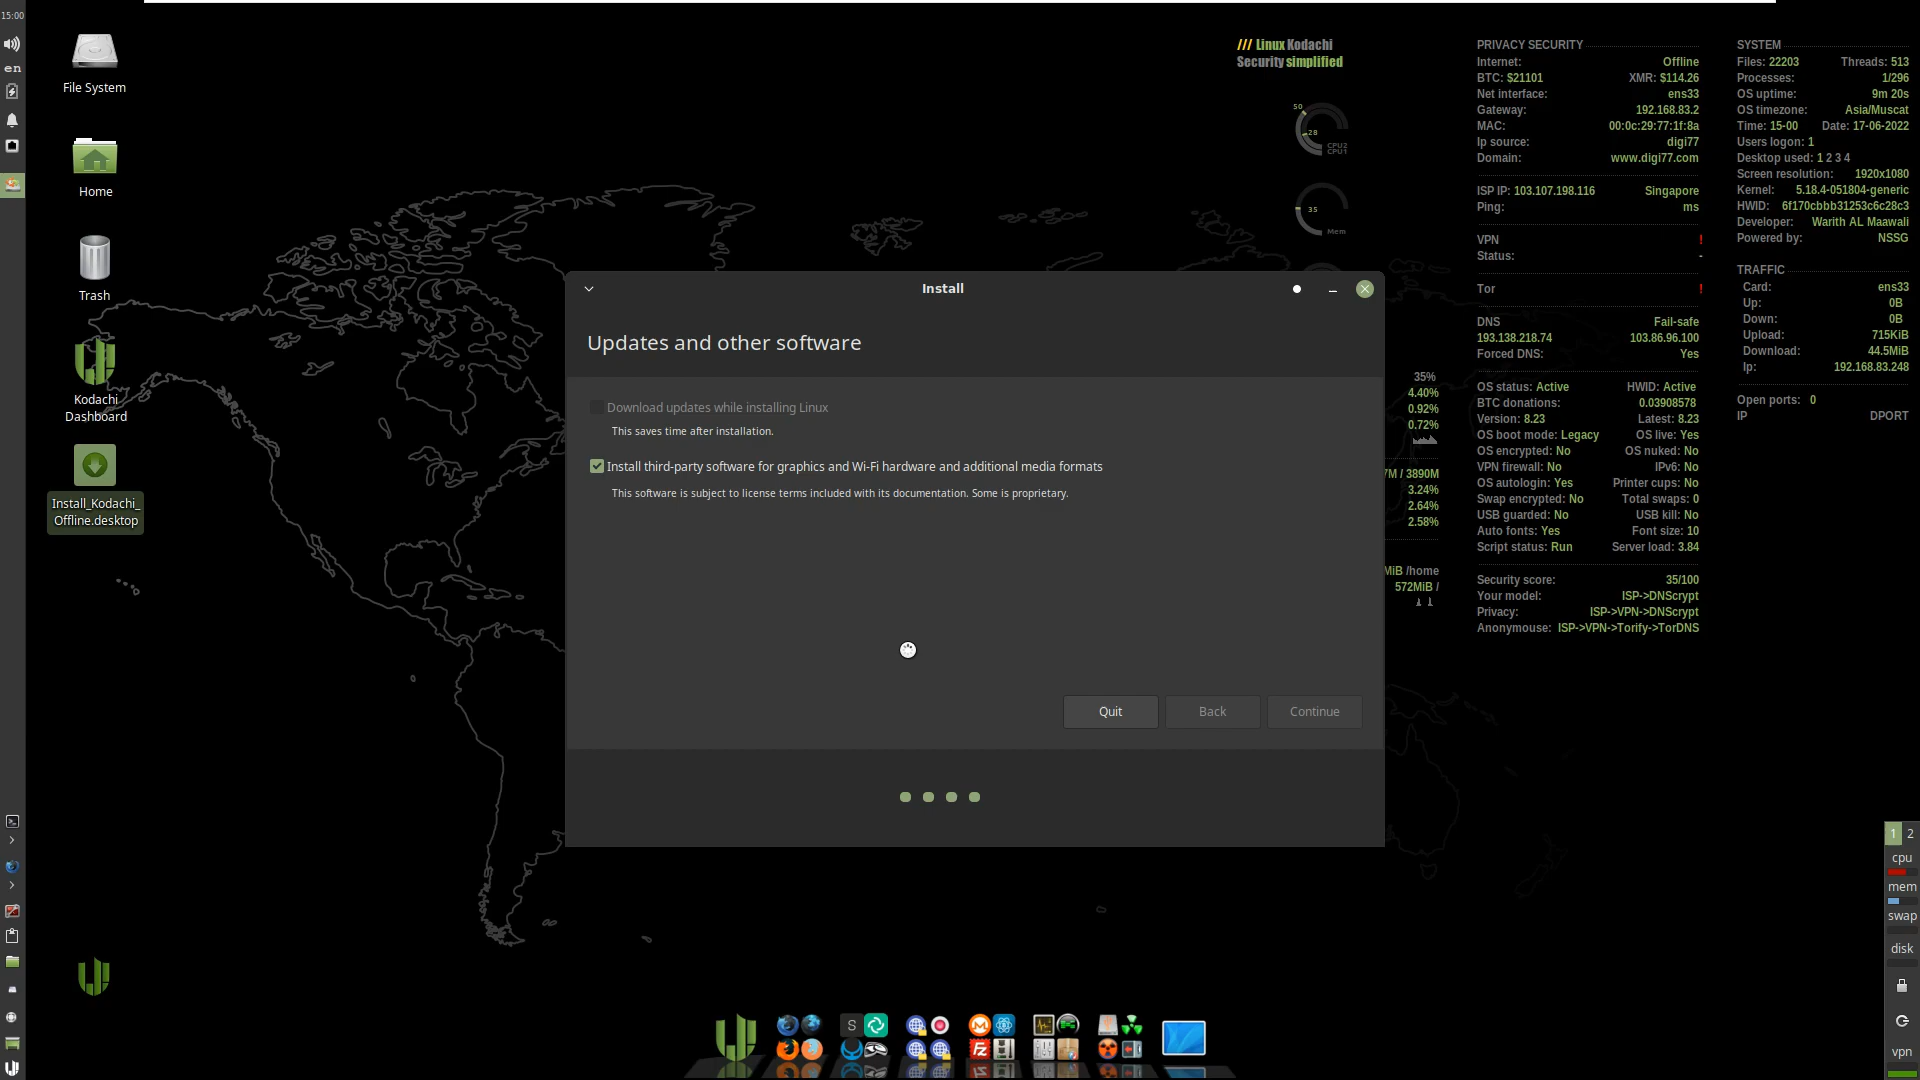 15:00
en
File System
Home
Trash
Kodachi
Dashboard
Install_Kodachi_
Offline.desktop
/// Linux Kodachi
Security simplified
50
28
CPU2
CPU1
35
Mem
Install
Updates and other software
Download updates while installing Linux
This saves time after installation.
Install third-party software for graphics and Wi-Fi hardware and additional media formats
This software is subject to license terms included with its documentation. Some is proprietary.
Quit Back Continue
35%
4.40%
0.92%
0.72%
7M / 3890M
3.24%
2.64%
2.58%
MiB /home
572MiB /
PRIVACY SECURITY
Internet: Offline
BTC: $21101 XMR: $114.26
Net interface: ens33
Gateway: 192.168.83.2
MAC: 00:0c:29:77:1f:8a
Ip source: digi77
Domain: www.digi77.com
ISP IP: 103.107.198.116 Singapore
Ping: ms
VPN !
Status: -
Tor !
DNS Fail-safe
193.138.218.74 103.86.96.100
Forced DNS: Yes
OS status: Active HWID: Active
BTC donations: 0.03908578
Version: 8.23 Latest: 8.23
OS boot mode: Legacy OS live: Yes
OS encrypted: No OS nuked: No
VPN firewall: No IPv6: No
OS autologin: Yes Printer cups: No
Swap encrypted: No Total swaps: 0
USB guarded: No USB kill: No
Auto fonts: Yes Font size: 10
Script status: Run Server load: 3.84
Security score: 35/100
Your model: ISP->DNScrypt
Privacy: ISP->VPN->DNScrypt
Anonymouse: ISP->VPN->Torify->TorDNS
SYSTEM
Files: 22203 Threads: 513
Processes: 1/296
OS uptime: 9m 20s
OS timezone: Asia/Muscat
Time: 15-00 Date: 17-06-2022
Users logon: 1
Desktop used: 1 2 3 4
Screen resolution: 1920x1080
Kernel: 5.18.4-051804-generic
HWID: 6f170cbbb31253c6c28c3
Developer: Warith AL Maawali
Powered by: NSSG
TRAFFIC
Card: ens33
Up: 0B
Down: 0B
Upload: 715KiB
Download: 44.5MiB
Ip: 192.168.83.248
Open ports: 0
IP DPORT
1 2
cpu
mem
swap
disk
vpn
S
FZ